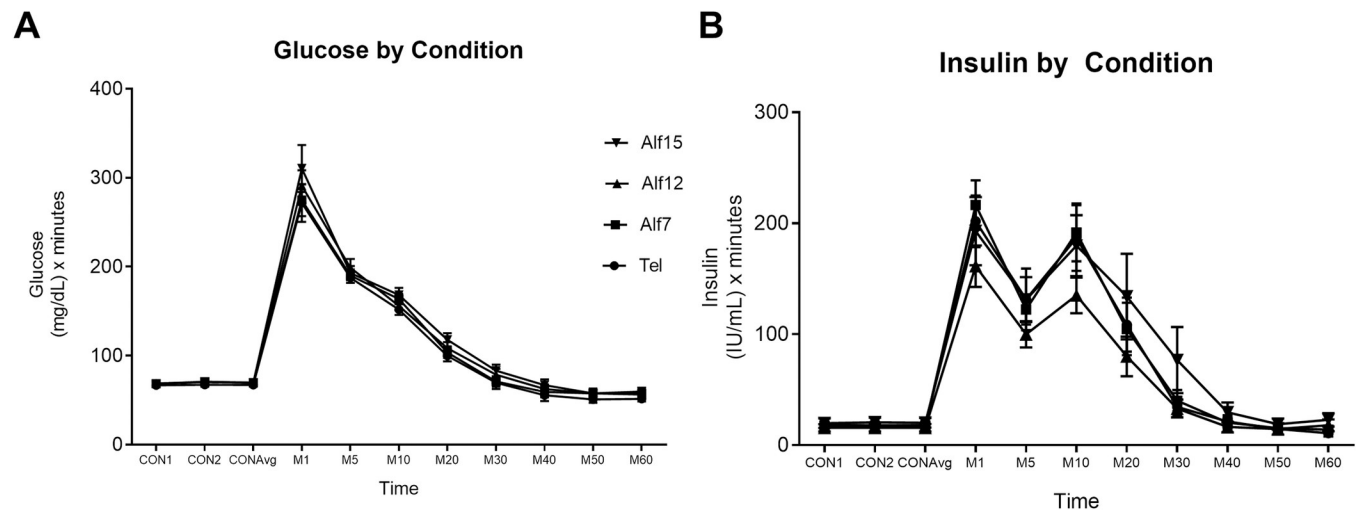 A
Glucose by Condition
Glucose
(mg/dL) x minutes
400
300
200
100
0
Alf15
Alf12
Alf7
Tel
CON1 CON2 CONAvg M1 M5 M10 M20 M30 M40 M50 M60
Time
B
Insulin by Condition
Insulin
(IU/mL) x minutes
300
200
100
0
CON1 CON2 CONAvg M1 M5 M10 M20 M30 M40 M50 M60
Time